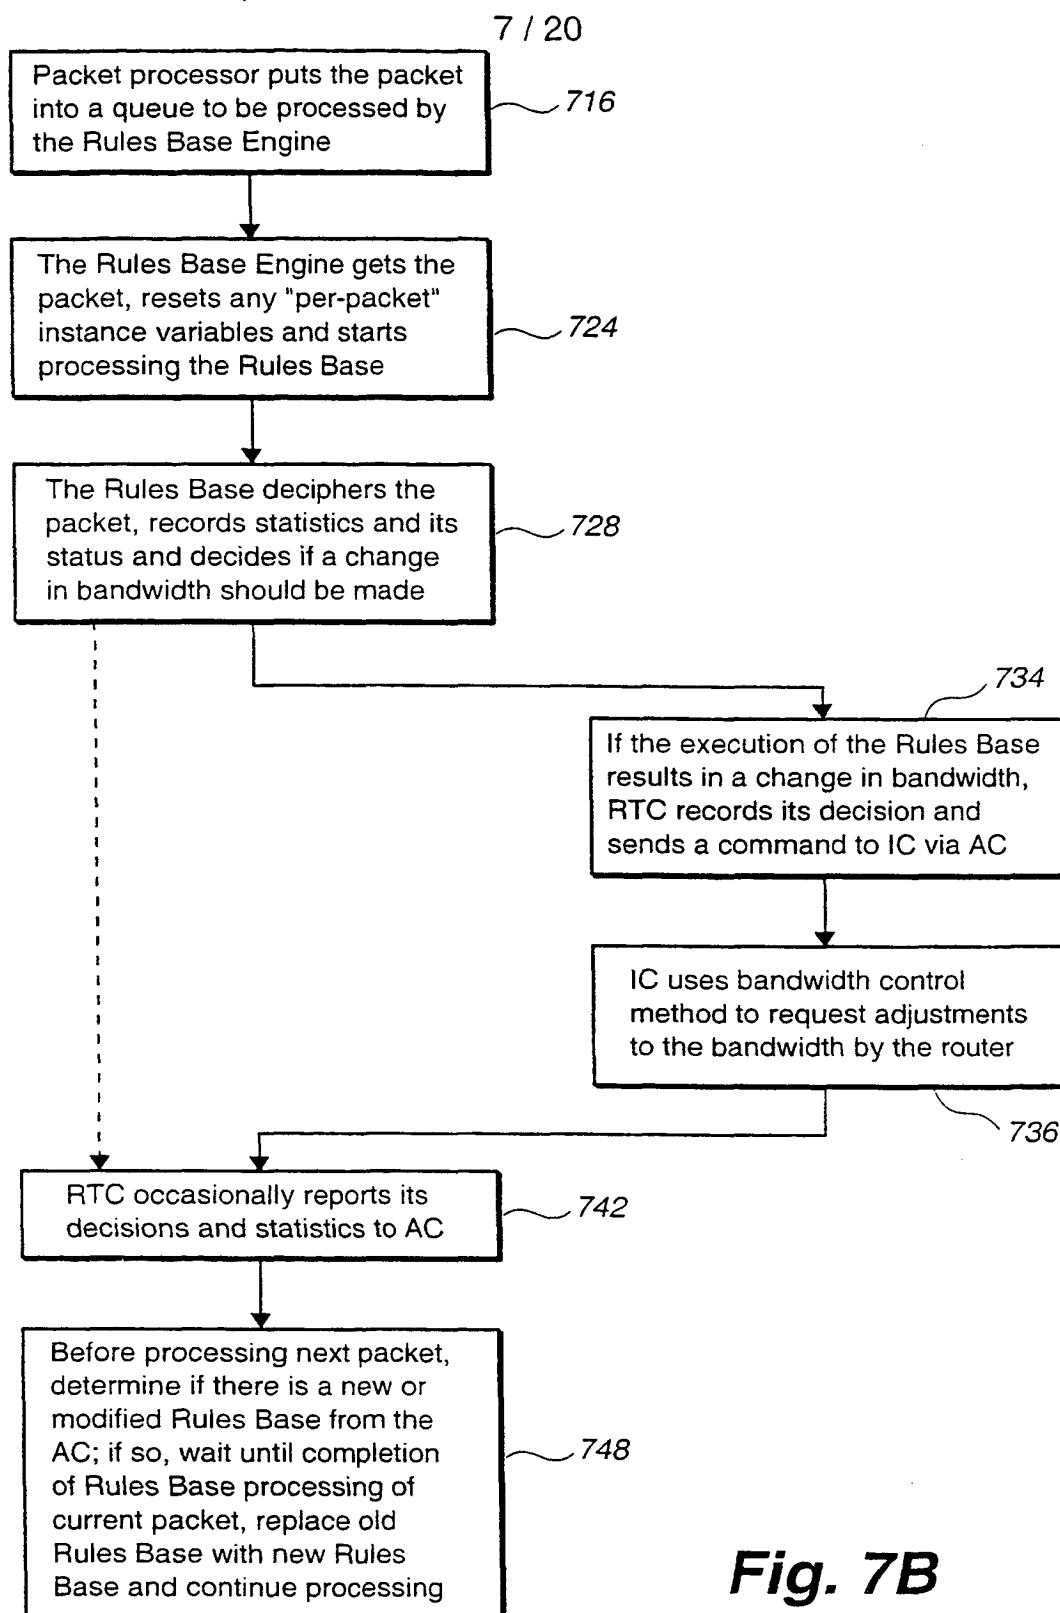 7 / 20
Packet processor puts the packet
into a queue to be processed by
the Rules Base Engine
716
The Rules Base Engine gets the
packet, resets any "per-packet"
instance variables and starts
processing the Rules Base
724
The Rules Base deciphers the
packet, records statistics and its
status and decides if a change
in bandwidth should be made
728
734
If the execution of the Rules Base
results in a change in bandwidth,
RTC records its decision and
sends a command to IC via AC
IC uses bandwidth control
method to request adjustments
to the bandwidth by the router
736
RTC occasionally reports its
decisions and statistics to AC
742
Before processing next packet,
determine if there is a new or
modified Rules Base from the
AC; if so, wait until completion
of Rules Base processing of
current packet, replace old
Rules Base with new Rules
Base and continue processing
748
Fig. 7B